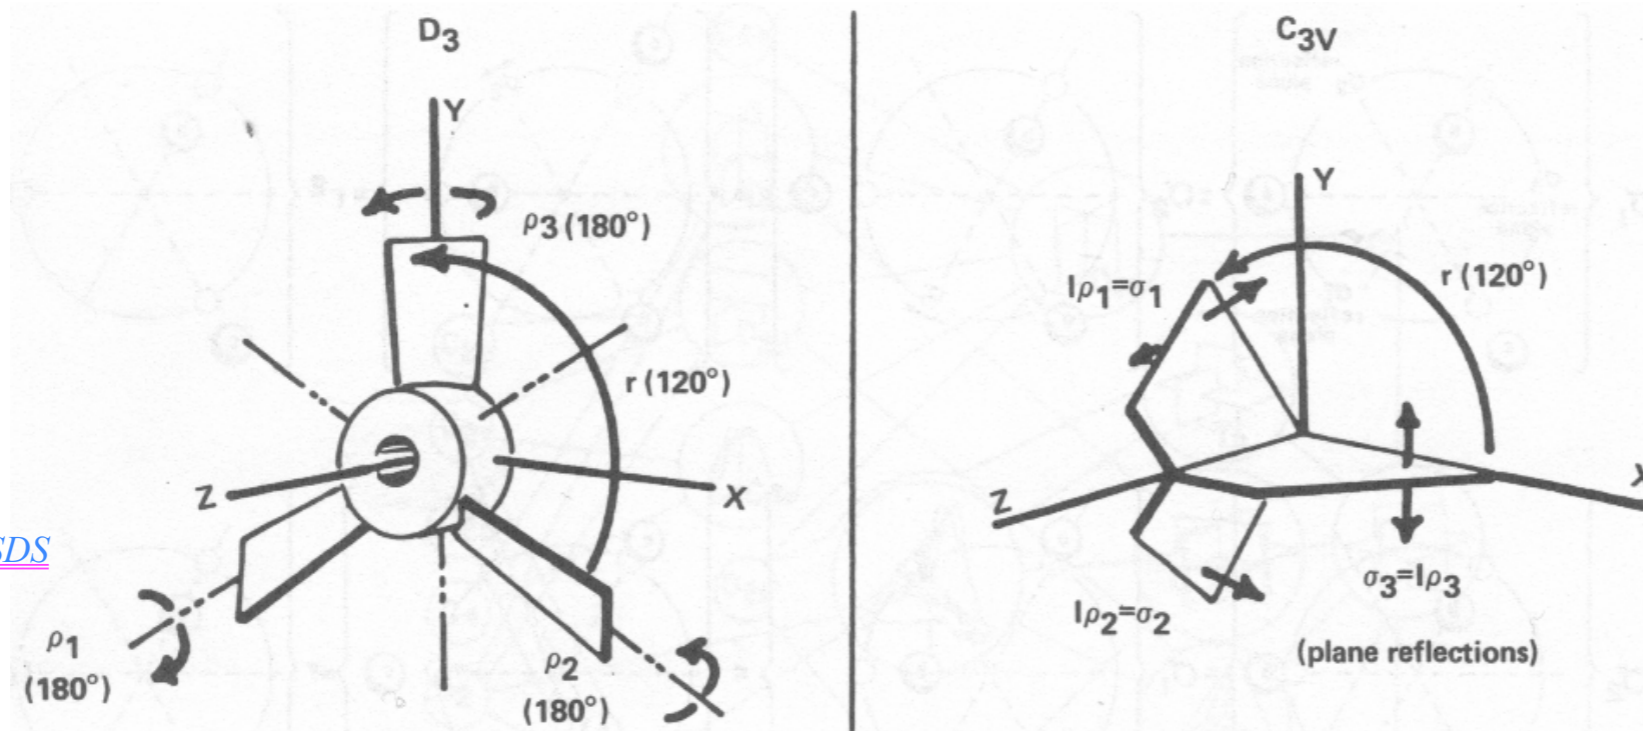 D3
Y
ρ3 (180°)
r (120°)
Z
X
SDS
ρ1
(180°)
ρ2
(180°)
C3V
Y
Iρ1=σ1
r (120°)
Z
X
σ3=Iρ3
Iρ2=σ2
(plane reflections)